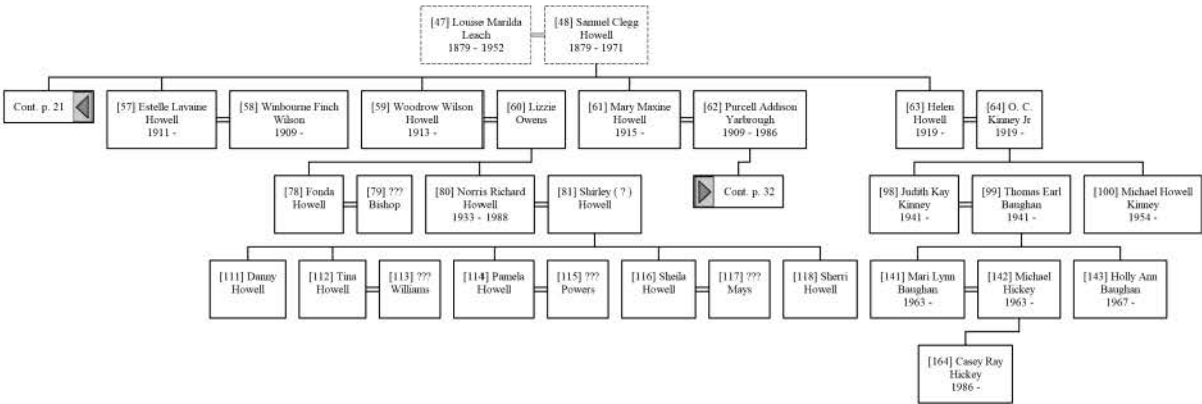 [47] Louise Marilda
Leach
1879 - 1952
[48] Samuel Clegg
Howell
1879 - 1971
Cont. p. 21
[57] Estelle Lavaine
Howell
1911 -
[58] Winbourne Finch
Wilson
1909 -
[59] Woodrow Wilson
Howell
1913 -
[60] Lizzie
Owens
[61] Mary Maxine
Howell
1915 -
[62] Purcell Addison
Yarbrough
1909 - 1986
[63] Helen
Howell
1919 -
[64] O. C.
Kinney Jr
1919 -
[78] Fonda
Howell
[79] ???
Bishop
[80] Norris Richard
Howell
1933 - 1988
[81] Shirley ( ? )
Howell
Cont. p. 32
[98] Judith Kay
Kinney
1941 -
[99] Thomas Earl
Baughan
1941 -
[100] Michael Howell
Kinney
1954 -
[111] Danny
Howell
[112] Tina
Howell
[113] ???
Williams
[114] Pamela
Howell
[115] ???
Powers
[116] Sheila
Howell
[117] ???
Mays
[118] Sherri
Howell
[141] Mari Lynn
Baughan
1963 -
[142] Michael
Hickey
1963 -
[143] Holly Ann
Baughan
1967 -
[164] Casey Ray
Hickey
1986 -